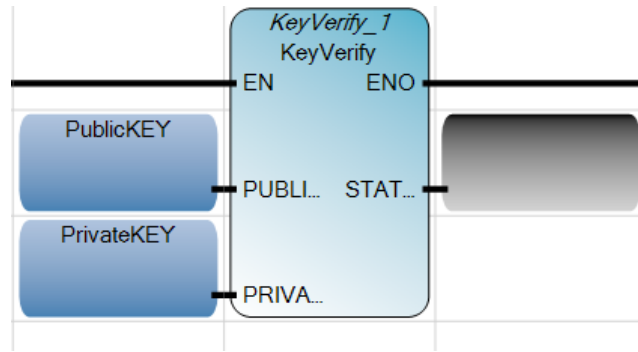 KeyVerify_1
KeyVerify
EN ENO
PublicKEY
PUBLI... STAT...
PrivateKEY
PRIVA...